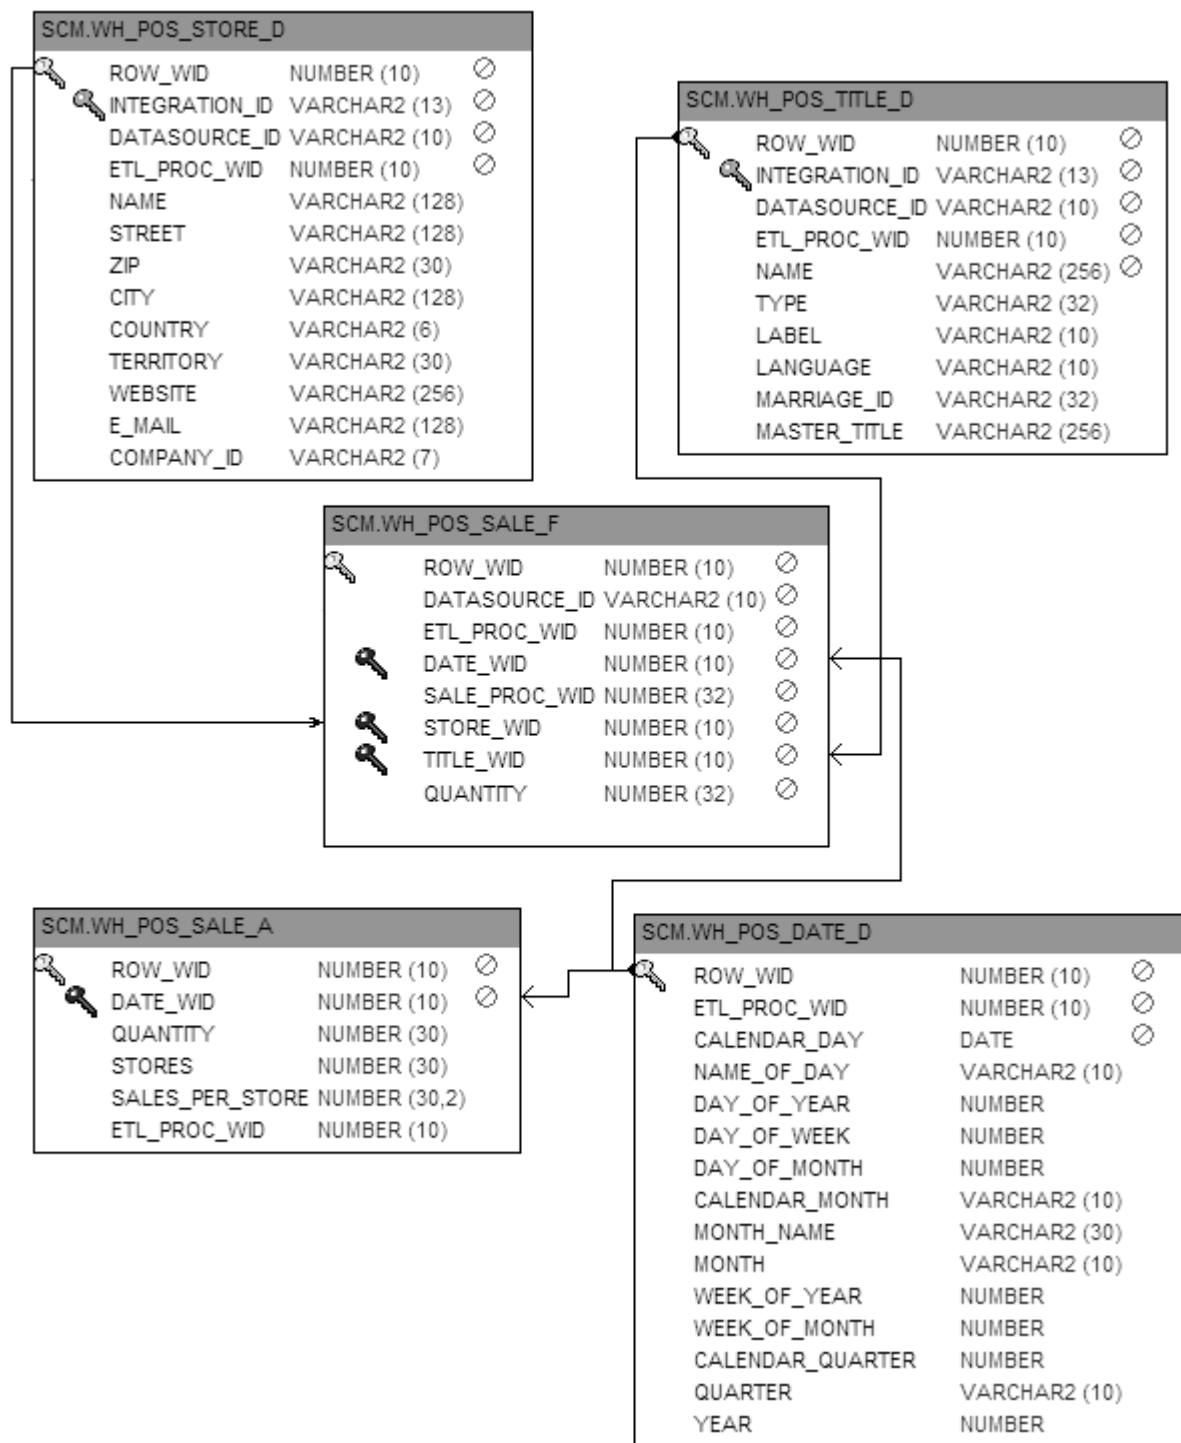 SCM.WH_POS_STORE_D
ROW_WID NUMBER (10)
INTEGRATION_ID VARCHAR2 (13)
DATASOURCE_ID VARCHAR2 (10)
ETL_PROC_WID NUMBER (10)
NAME VARCHAR2 (128)
STREET VARCHAR2 (128)
ZIP VARCHAR2 (30)
CITY VARCHAR2 (128)
COUNTRY VARCHAR2 (6)
TERRITORY VARCHAR2 (30)
WEBSITE VARCHAR2 (256)
E_MAIL VARCHAR2 (128)
COMPANY_ID VARCHAR2 (7)
SCM.WH_POS_TITLE_D
ROW_WID NUMBER (10)
INTEGRATION_ID VARCHAR2 (13)
DATASOURCE_ID VARCHAR2 (10)
ETL_PROC_WID NUMBER (10)
NAME VARCHAR2 (256)
TYPE VARCHAR2 (32)
LABEL VARCHAR2 (10)
LANGUAGE VARCHAR2 (10)
MARRIAGE_ID VARCHAR2 (32)
MASTER_TITLE VARCHAR2 (256)
SCM.WH_POS_SALE_F
ROW_WID NUMBER (10)
DATASOURCE_ID VARCHAR2 (10)
ETL_PROC_WID NUMBER (10)
DATE_WID NUMBER (10)
SALE_PROC_WID NUMBER (32)
STORE_WID NUMBER (10)
TITLE_WID NUMBER (10)
QUANTITY NUMBER (32)
SCM.WH_POS_SALE_A
ROW_WID NUMBER (10)
DATE_WID NUMBER (10)
QUANTITY NUMBER (30)
STORES NUMBER (30)
SALES_PER_STORE NUMBER (30,2)
ETL_PROC_WID NUMBER (10)
SCM.WH_POS_DATE_D
ROW_WID NUMBER (10)
ETL_PROC_WID NUMBER (10)
CALENDAR_DAY DATE
NAME_OF_DAY VARCHAR2 (10)
DAY_OF_YEAR NUMBER
DAY_OF_WEEK NUMBER
DAY_OF_MONTH NUMBER
CALENDAR_MONTH VARCHAR2 (10)
MONTH_NAME VARCHAR2 (30)
MONTH VARCHAR2 (10)
WEEK_OF_YEAR NUMBER
WEEK_OF_MONTH NUMBER
CALENDAR_QUARTER NUMBER
QUARTER VARCHAR2 (10)
YEAR NUMBER